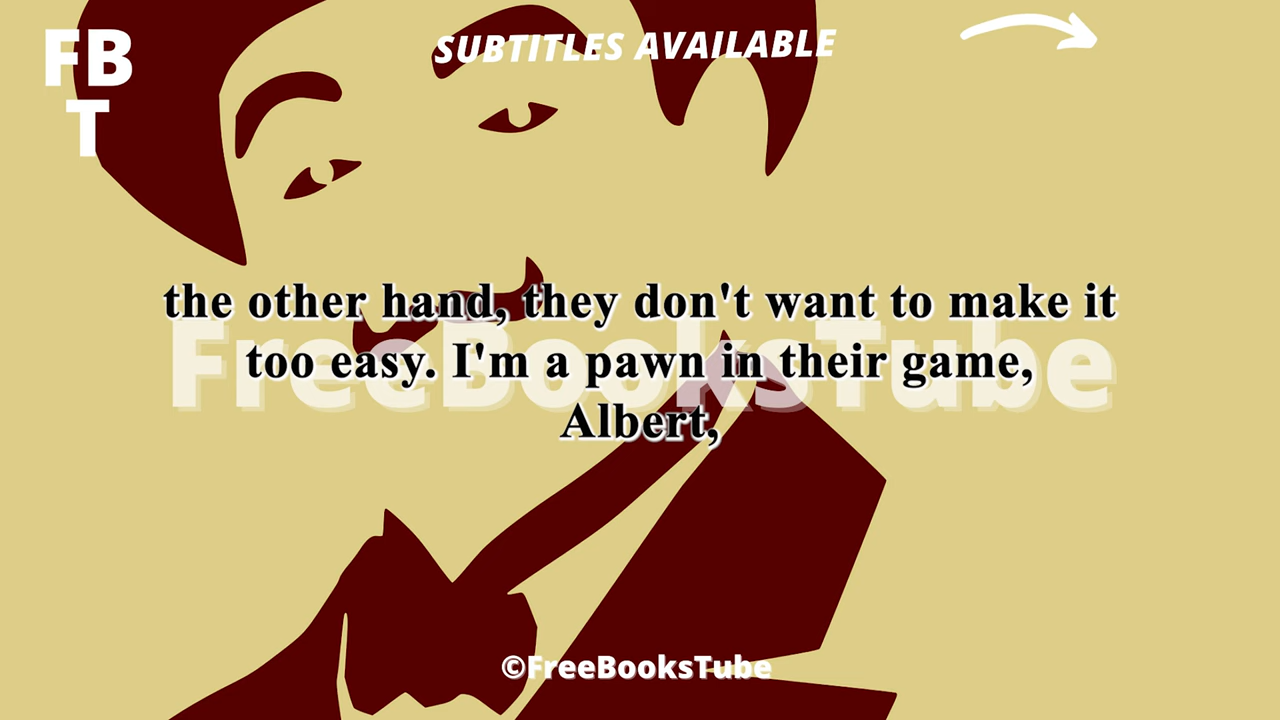 FB
T
SUBTITLES AVAILABLE
the other hand, they don't want to make it
too easy. I'm a pawn in their game,
Albert,
FreeBooksTube
©FreeBooksTube